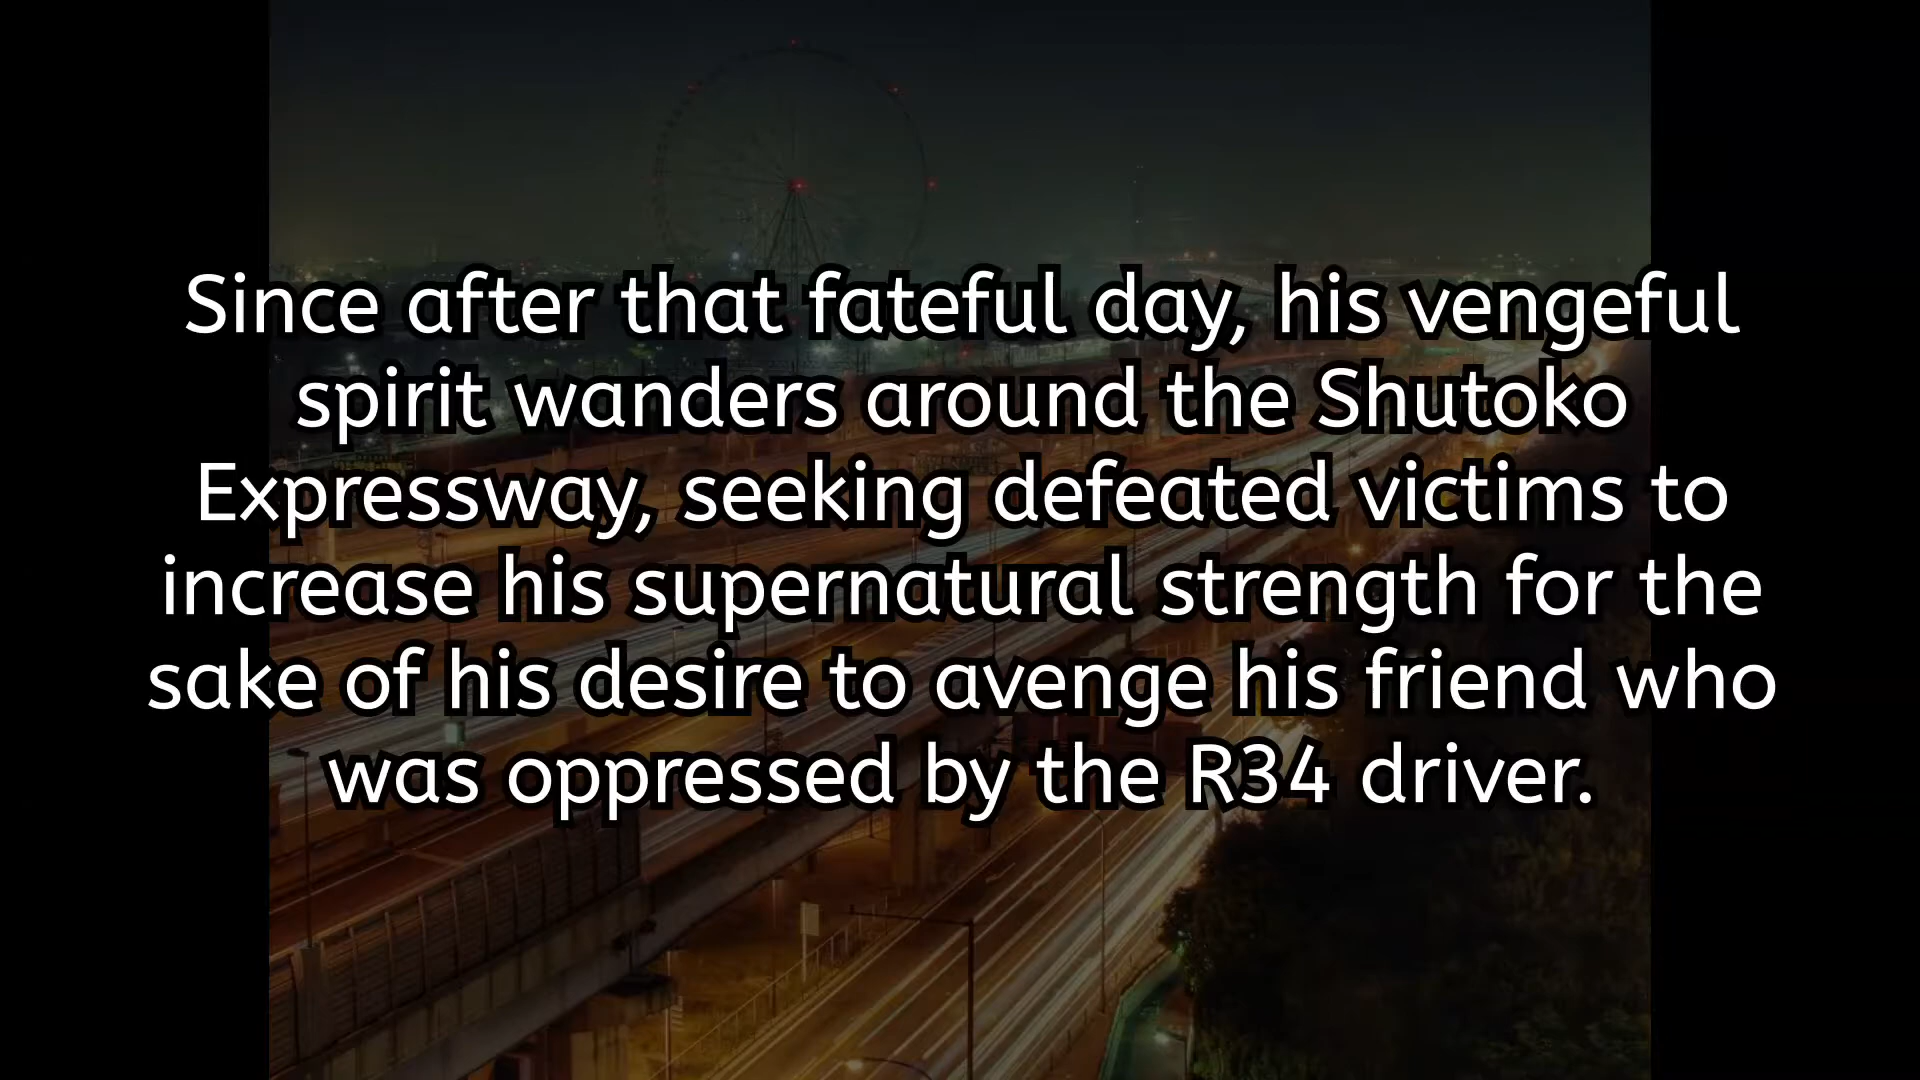 Since after that fateful day, his vengeful
spirit wanders around the Shutoko
Expressway, seeking defeated victims to
increase his supernatural strength for the
sake of his desire to avenge his friend who
was oppressed by the R34 driver.